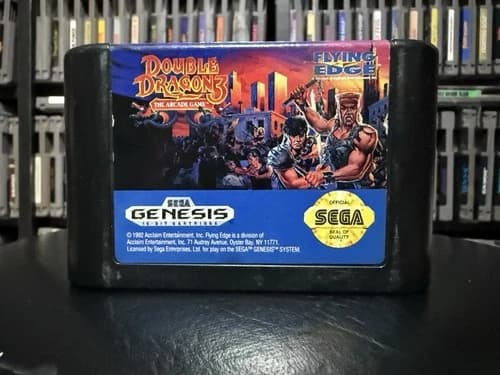 DOUBLE
DRAGON 3
THE ARCADE GAME
FLYING
EDGE
SEGA
GENESIS
16-BIT CARTRIDGE
OFFICIAL
SEGA
SEAL OF
QUALITY
© 1992 Acclaim Entertainment, Inc. Flying Edge is a division of
Acclaim Entertainment, Inc. 71 Audrey Avenue, Oyster Bay, NY 11771.
Licensed by Sega Enterprises, Ltd. for play on the SEGA™ GENESIS™ SYSTEM.